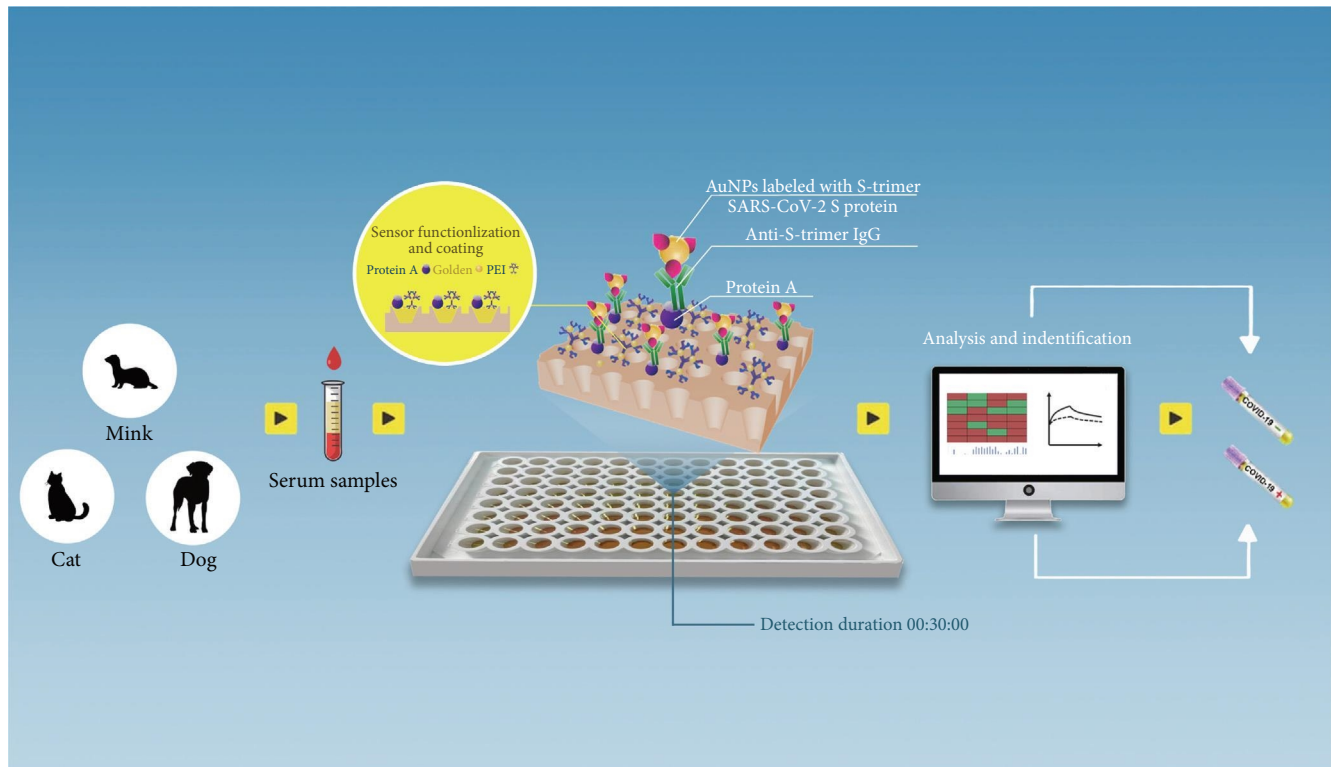 Mink
Cat
Dog
Serum samples
Sensor functionlization
and coating
Protein A Golden PEI
AuNPs labeled with S-trimer
SARS-CoV-2 S protein
Anti-S-trimer IgG
Protein A
Detection duration 00:30:00
Analysis and indentification
COVID-19 −
COVID-19 +